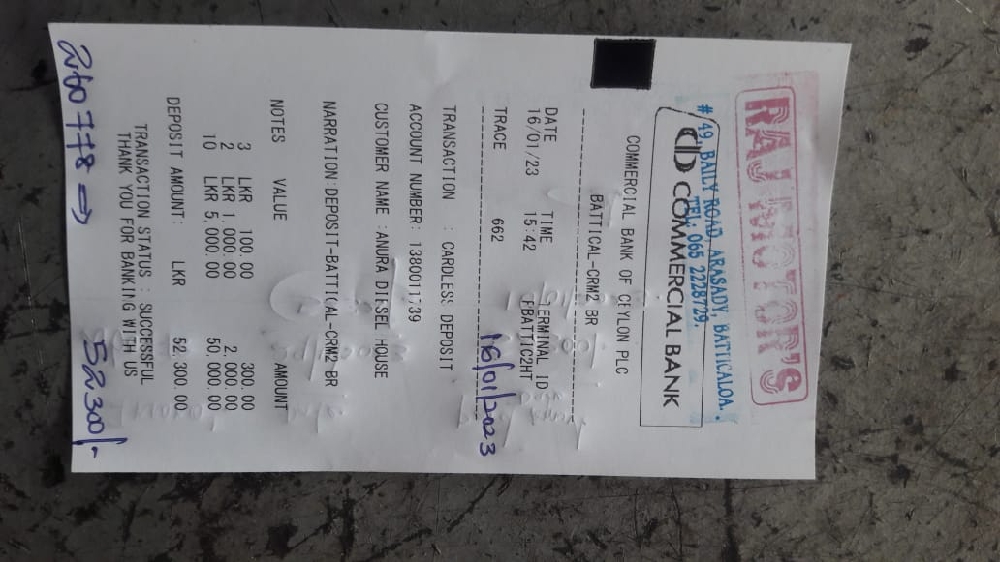 RAJ MOTOR'S
# 49, BAILY ROAD, ARASADY, BATTICALOA.
TEL: 065 2228729.
COMMERCIAL BANK
COMMERCIAL BANK OF CEYLON PLC
BATTICAL-CRM2 BR
DATE TIME TERMINAL ID
16/01/23 15:42 FBATTIC2HT
TRACE 662
16/01/2023
TRANSACTION : CARDLESS DEPOSIT
ACCOUNT NUMBER: 1380011739
CUSTOMER NAME : ANURA DIESEL HOUSE
NARRATION:DEPOSIT-BATTICAL-CRM2-BR
NOTES VALUE AMOUNT
3 LKR 100.00 300.00
2 LKR 1,000.00 2,000.00
10 LKR 5,000.00 50,000.00
DEPOSIT AMOUNT: LKR 52,300.00
TRANSACTION STATUS : SUCCESSFUL
THANK YOU FOR BANKING WITH US
260778 ⇒ 52300/-